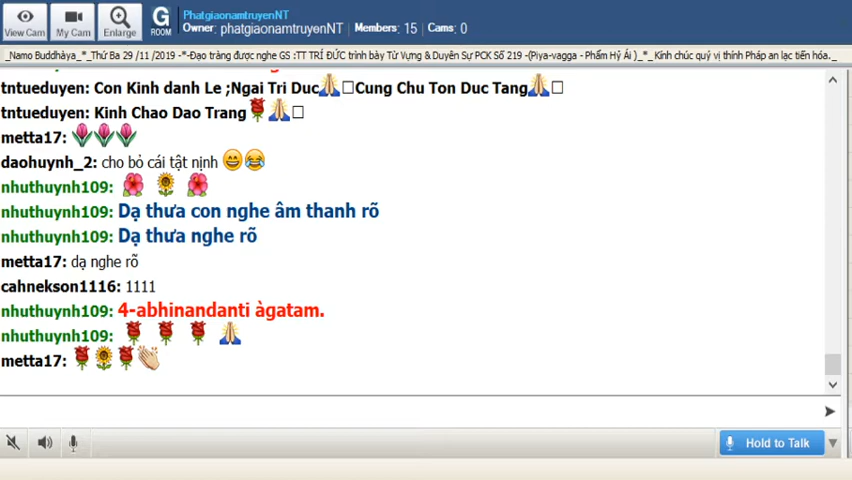 View Cam
My Cam
Enlarge
G
ROOM
PhatgiaonamtruyenNT
Owner: phatgiaonamtruyenNT Members: 15 Cams: 0
_Namo Buddhàya_*_Thứ Ba 29 /11 /2019 -*-Đạo tràng được nghe GS :TT TRÍ ĐỨC trình bày Từ Vựng & Duyên Sự PCK Số 219 -(Piya-vagga - Phẩm Hỷ Ái )_*_Kính chúc quý vị thính Pháp an lạc tiến hóa._
tntueduyen: Con Kinh danh Le ;Ngai Tri Duc🙏□Cung Chu Ton Duc Tang🙏□
tntueduyen: Kinh Chao Dao Trang🌹🙏□
metta17: 🌷🌷🌷
daohuynh_2: cho bỏ cái tật nịnh 😄😂
nhuthuynh109: 🌺 🌻 🌺
nhuthuynh109: Dạ thưa con nghe âm thanh rõ
nhuthuynh109: Dạ thưa nghe rõ
metta17: dạ nghe rõ
cahnekson1116: 1111
nhuthuynh109: 4-abhinandanti àgatam.
nhuthuynh109: 🌹 🌹 🌹 🙏
metta17: 🌹🌻🌹👏
Hold to Talk